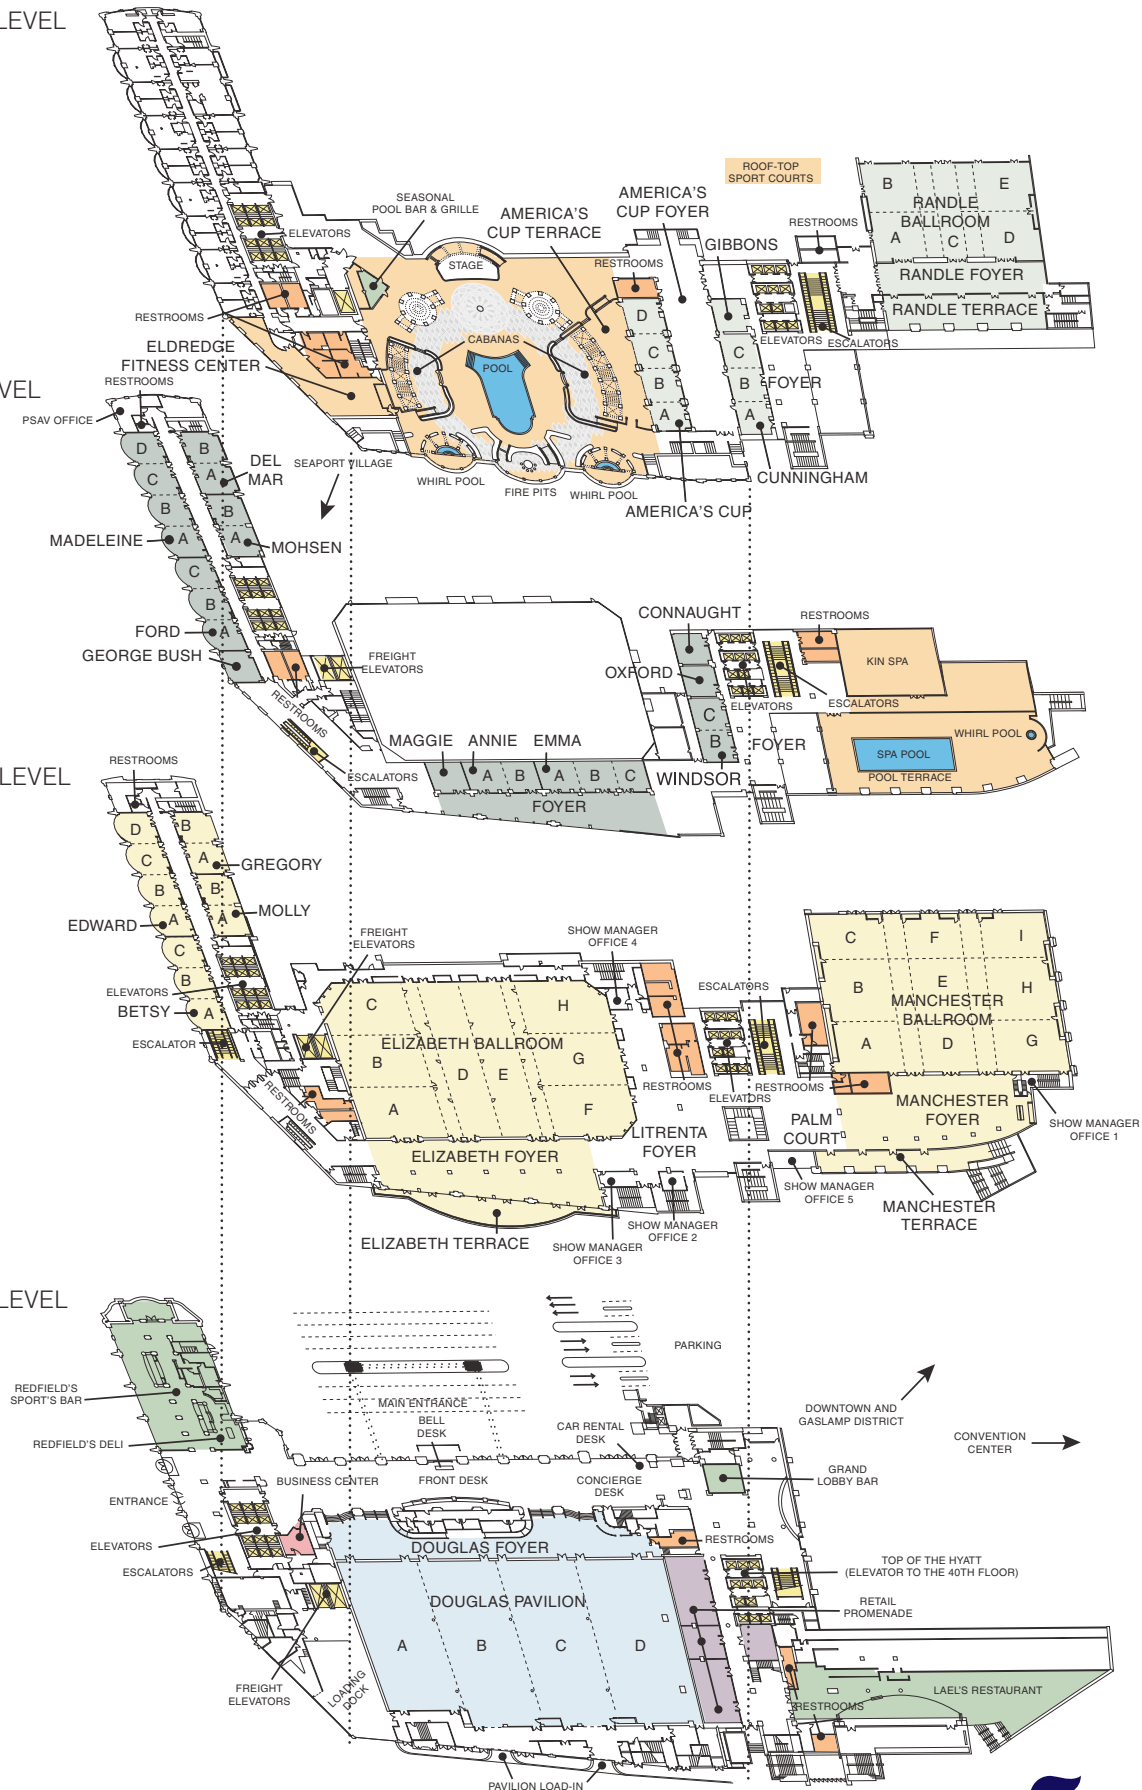 LEVEL
ROOF-TOP
SPORT COURTS
SEASONAL
POOL BAR & GRILLE
AMERICA'S
CUP TERRACE
AMERICA'S
CUP FOYER
GIBBONS
RESTROOMS
B
E
RANDLE
BALLROOM
A
C
D
RANDLE FOYER
RANDLE TERRACE
ELEVATORS
STAGE
RESTROOMS
RESTROOMS
ELDREDGE
FITNESS CENTER
CABANAS
POOL
D
C
B
A
C
B
A
ELEVATORS
ESCALATORS
FOYER
WHIRL POOL
FIRE PITS
WHIRL POOL
CUNNINGHAM
AMERICA'S CUP
SEAPORT VILLAGE
VEL
RESTROOMS
PSAV OFFICE
D
C
B
A
B
A
DEL
MAR
B
A
MOHSEN
MADELEINE
C
B
A
FORD
GEORGE BUSH
FREIGHT
ELEVATORS
RESTROOMS
ESCALATORS
MAGGIE
ANNIE
EMMA
A
B
A
B
C
FOYER
CONNAUGHT
OXFORD
C
B
WINDSOR
ELEVATORS
RESTROOMS
KIN SPA
ESCALATORS
FOYER
WHIRL POOL
SPA POOL
POOL TERRACE
LEVEL
RESTROOMS
D
C
B
A
B
A
GREGORY
B
A
MOLLY
EDWARD
C
B
A
ELEVATORS
BETSY
ESCALATOR
RESTROOMS
FREIGHT
ELEVATORS
SHOW MANAGER
OFFICE 4
C
H
ELIZABETH BALLROOM
B
D
E
G
A
F
ELIZABETH FOYER
ELIZABETH TERRACE
LITRENTA
FOYER
SHOW MANAGER
OFFICE 3
SHOW MANAGER
OFFICE 2
RESTROOMS
ELEVATORS
ESCALATORS
RESTROOMS
C
F
I
B
E
H
MANCHESTER
BALLROOM
A
D
G
MANCHESTER
FOYER
PALM
COURT
SHOW MANAGER
OFFICE 1
SHOW MANAGER
OFFICE 5
MANCHESTER
TERRACE
LEVEL
REDFIELD'S
SPORT'S BAR
REDFIELD'S DELI
PARKING
MAIN ENTRANCE
BELL
DESK
CAR RENTAL
DESK
DOWNTOWN AND
GASLAMP DISTRICT
CONVENTION
CENTER
BUSINESS CENTER
FRONT DESK
CONCIERGE
DESK
GRAND
LOBBY BAR
ENTRANCE
ELEVATORS
ESCALATORS
DOUGLAS FOYER
RESTROOMS
TOP OF THE HYATT
(ELEVATOR TO THE 40TH FLOOR)
DOUGLAS PAVILION
RETAIL
PROMENADE
A
B
C
D
FREIGHT
ELEVATORS
LOADING
DOCK
LAEL'S RESTAURANT
RESTROOMS
PAVILION LOAD-IN